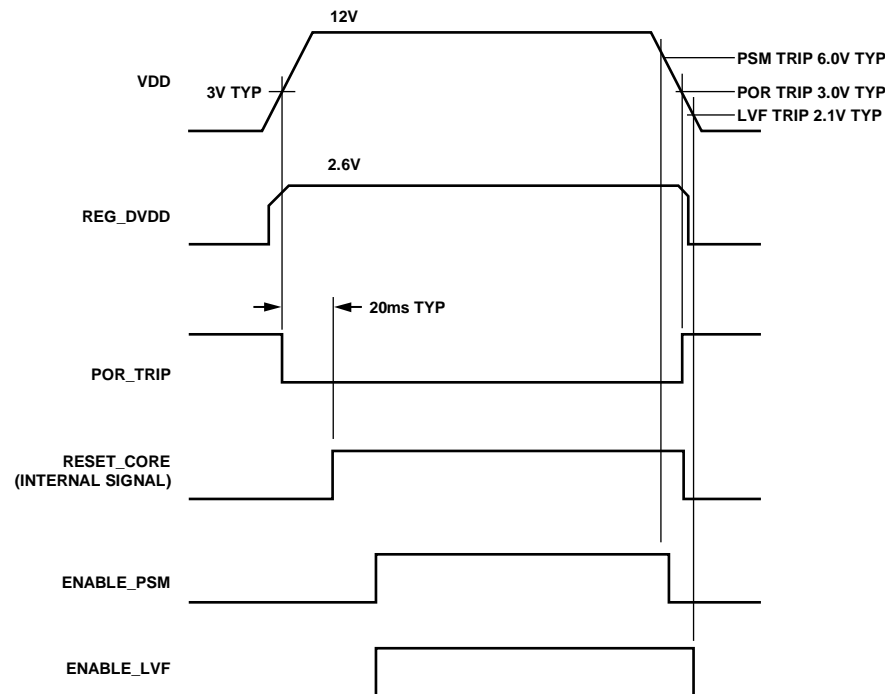 12V
PSM TRIP 6.0V TYP
VDD
3V TYP
POR TRIP 3.0V TYP
LVF TRIP 2.1V TYP
2.6V
REG_DVDD
20ms TYP
POR_TRIP
RESET_CORE
(INTERNAL SIGNAL)
ENABLE_PSM
ENABLE_LVF